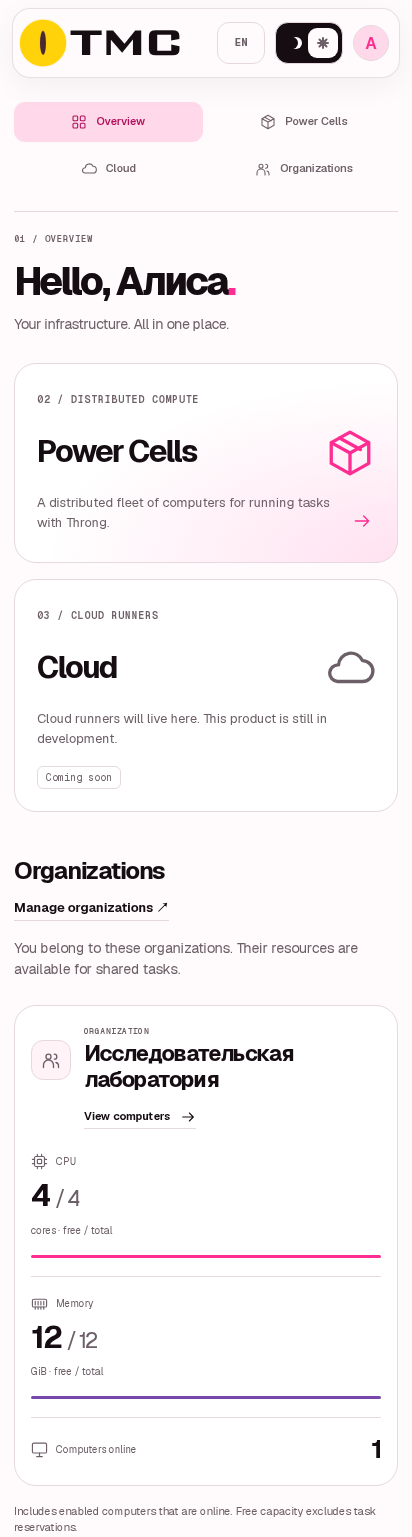 TMC
EN
A
Overview
Power Cells
Cloud
Organizations
01 / OVERVIEW
Hello, Алиса.
Your infrastructure. All in one place.
02 / DISTRIBUTED COMPUTE
Power Cells
A distributed fleet of computers for running tasks
with Throng.
03 / CLOUD RUNNERS
Cloud
Cloud runners will live here. This product is still in
development.
Coming soon
Organizations
Manage organizations ↗
You belong to these organizations. Their resources are
available for shared tasks.
ORGANIZATION
Исследовательская
лаборатория
View computers →
CPU
4 / 4
cores · free / total
Memory
12 / 12
GiB · free / total
Computers online
1
Includes enabled computers that are online. Free capacity excludes task
reservations.